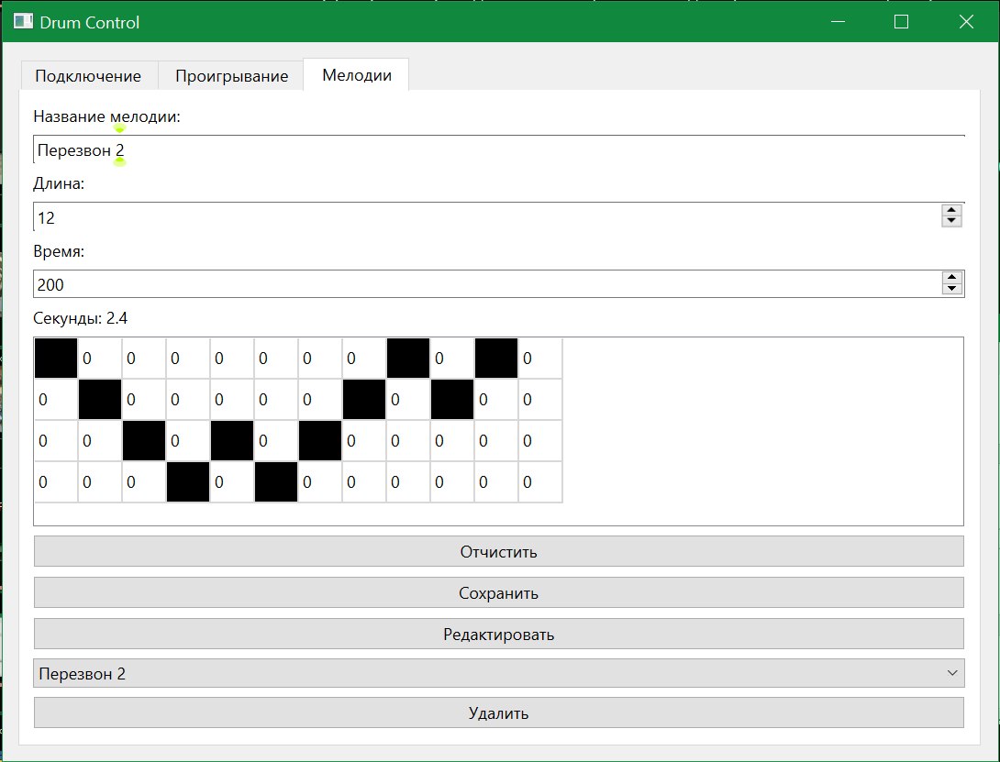 Drum Control
Подключение Проигрывание Мелодии
Название мелодии:
Перезвон 2
Длина:
12
Время:
200
Секунды: 2.4
0 0 0 0 0 0 0 0 0
0 0 0 0 0 0 0 0 0
0 0 0 0 0 0 0 0 0
0 0 0 0 0 0 0 0 0 0
Отчистить
Сохранить
Редактировать
Перезвон 2
Удалить